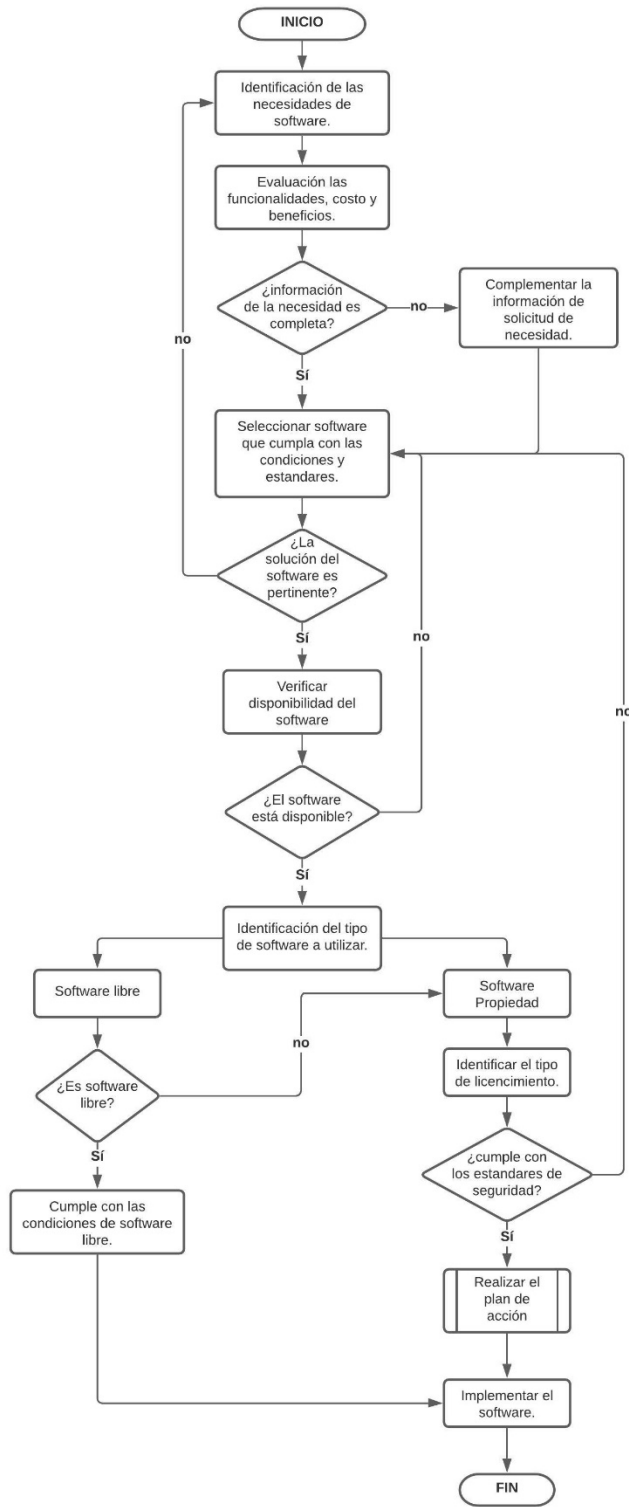 INICIO
Identificación de las
necesidades de
software.
Evaluación las
funcionalidades, costo y
beneficios.
¿información
de la necesidad es
completa?
no
Complementar la
información de
solicitud de
necesidad.
no
Sí
Seleccionar software
que cumpla con las
condiciones y
estandares.
¿La
solución del
software es
pertinente?
no
Sí
Verificar
disponibilidad del
software
no
¿El software
está disponible?
Sí
Identificación del tipo
de software a utilizar.
Software libre
Software
Propiedad
no
¿Es software
libre?
Identificar el tipo
de licencimiento.
Sí
¿cumple con
los estandares de
seguridad?
Cumple con las
condiciones de software
libre.
Sí
Realizar el
plan de
acción
Implementar el
software.
FIN